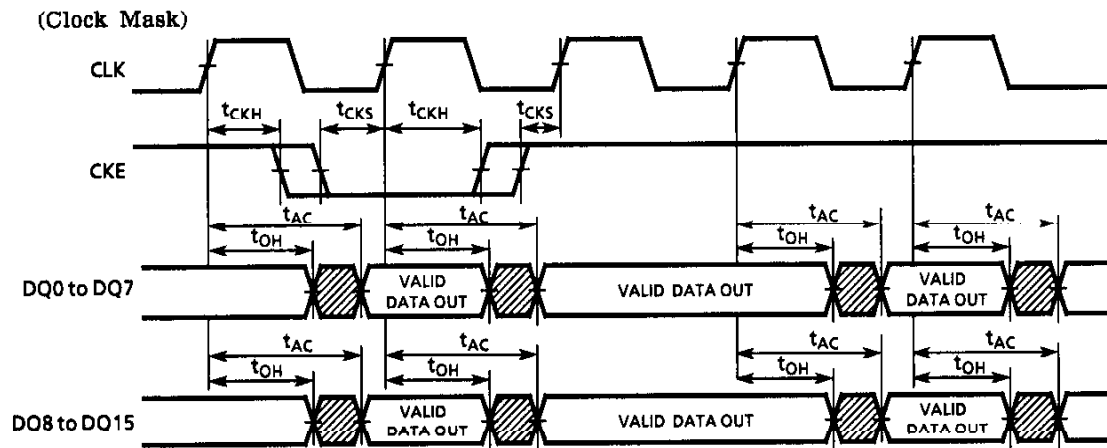 (Clock Mask)
CLK
tCKH tCKS tCKH tCKS
CKE
tAC tAC tAC tAC
tOH tOH tOH tOH
DQ0 to DQ7
VALID DATA OUT
VALID DATA OUT
VALID DATA OUT
tAC tAC tAC tAC
tOH tOH tOH tOH
DQ8 to DQ15
VALID DATA OUT
VALID DATA OUT
VALID DATA OUT